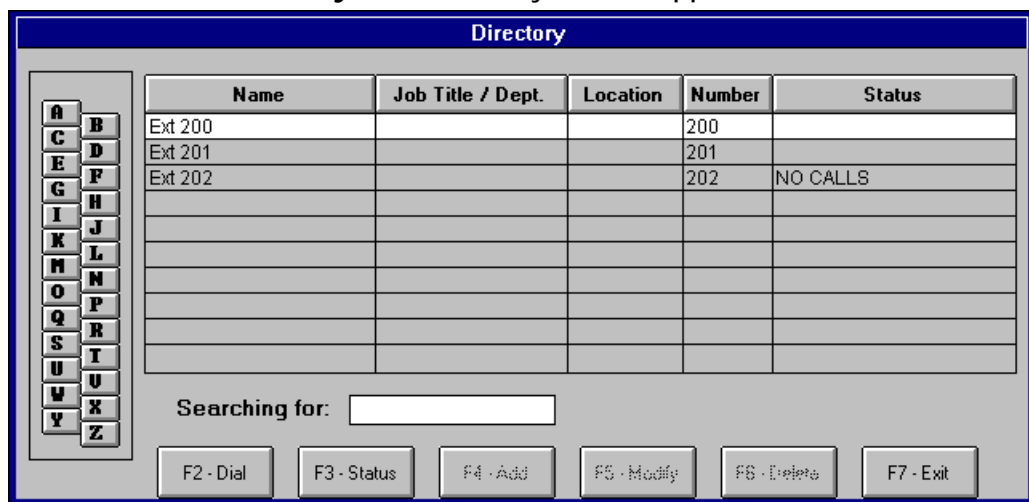 Directory
Name Job Title / Dept. Location Number Status
Ext 200 200
Ext 201 201
Ext 202 202 NO CALLS
A
B
C
D
E
F
G
H
I
J
K
L
M
N
O
P
Q
R
S
T
U
V
W
X
Y
Z
Searching for:
F2 - Dial F3 - Status F4 - Add F5 - Modify F6 - Delete F7 - Exit